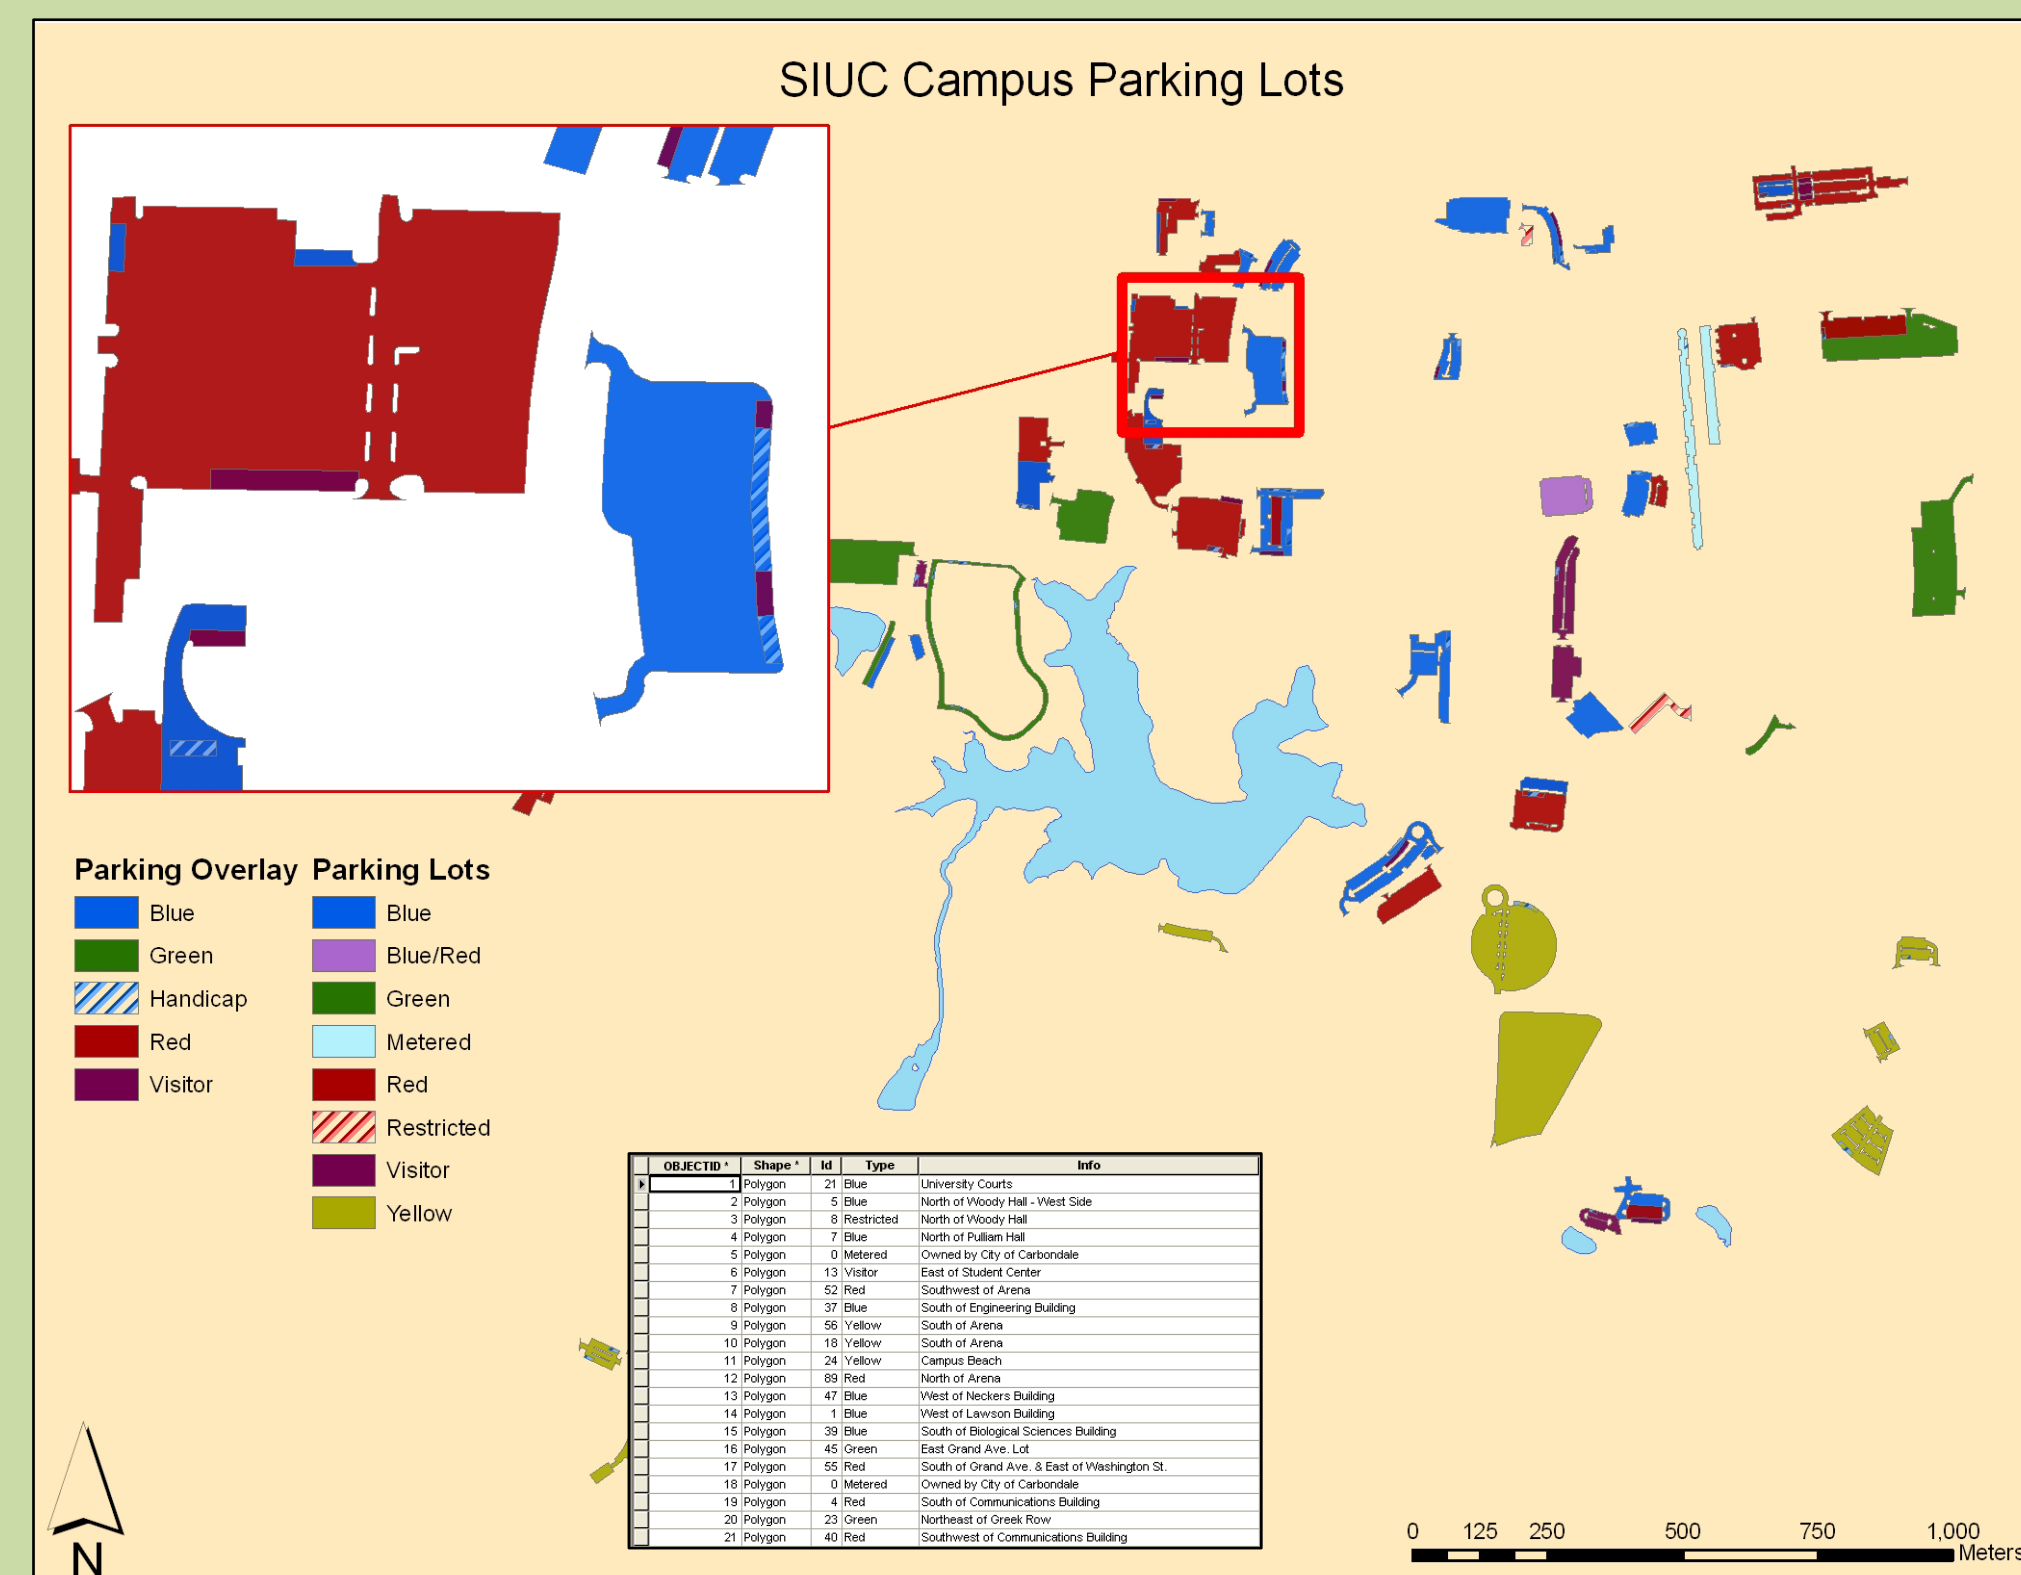 SIUC Campus Parking Lots
Parking Overlay
Blue
Green
Handicap
Red
Visitor
Parking Lots
Blue
Blue/Red
Green
Metered
Red
Restricted
Visitor
Yellow
OBJECTID * Shape * Id Type Info
1 Polygon 21 Blue University Courts
2 Polygon 5 Blue North of Woody Hall - West Side
3 Polygon 8 Restricted North of Woody Hall
4 Polygon 7 Blue North of Pulliam Hall
5 Polygon 0 Metered Owned by City of Carbondale
6 Polygon 13 Visitor East of Student Center
7 Polygon 52 Red Southwest of Arena
8 Polygon 37 Blue South of Engineering Building
9 Polygon 56 Yellow South of Arena
10 Polygon 18 Yellow South of Arena
11 Polygon 24 Yellow Campus Beach
12 Polygon 89 Red North of Arena
13 Polygon 47 Blue West of Neckers Building
14 Polygon 1 Blue West of Lawson Building
15 Polygon 39 Blue South of Biological Sciences Building
16 Polygon 45 Green East Grand Ave. Lot
17 Polygon 55 Red South of Grand Ave. & East of Washington St.
18 Polygon 0 Metered Owned by City of Carbondale
19 Polygon 4 Red South of Communications Building
20 Polygon 23 Green Northeast of Greek Row
21 Polygon 40 Red Southwest of Communications Building
N
0 125 250 500 750 1,000
Meters